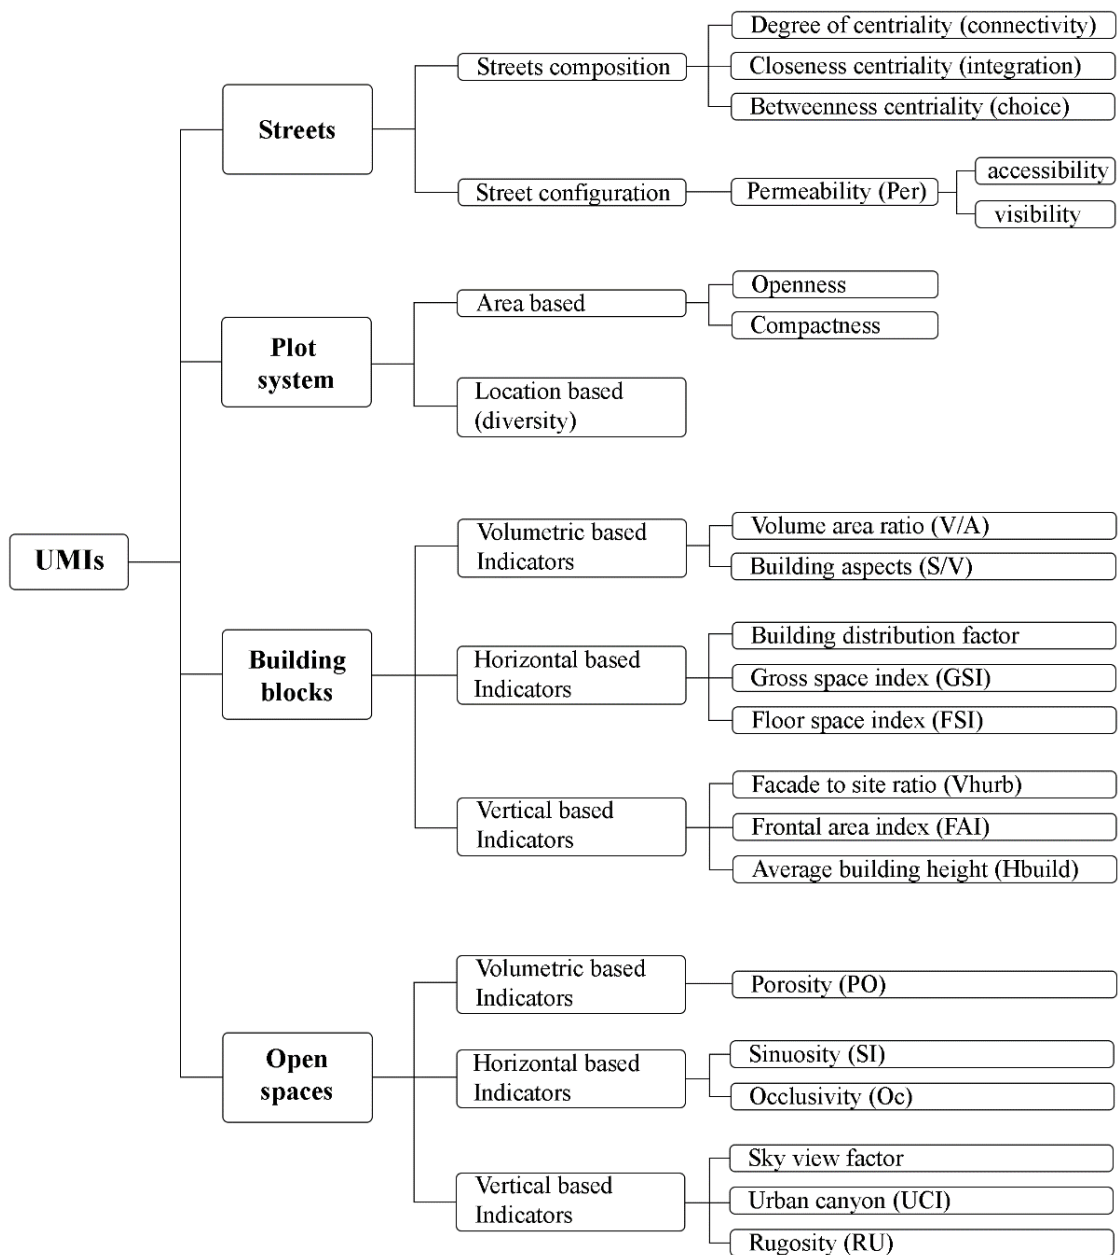 UMIs
Streets
Streets composition
Degree of centriality (connectivity)
Closeness centriality (integration)
Betweenness centriality (choice)
Street configuration
Permeability (Per)
accessibility
visibility
Plot
system
Area based
Openness
Compactness
Location based
(diversity)
Building
blocks
Volumetric based
Indicators
Volume area ratio (V/A)
Building aspects (S/V)
Horizontal based
Indicators
Building distribution factor
Gross space index (GSI)
Floor space index (FSI)
Vertical based
Indicators
Facade to site ratio (Vhurb)
Frontal area index (FAI)
Average building height (Hbuild)
Open
spaces
Volumetric based
Indicators
Porosity (PO)
Horizontal based
Indicators
Sinuosity (SI)
Occlusivity (Oc)
Vertical based
Indicators
Sky view factor
Urban canyon (UCI)
Rugosity (RU)